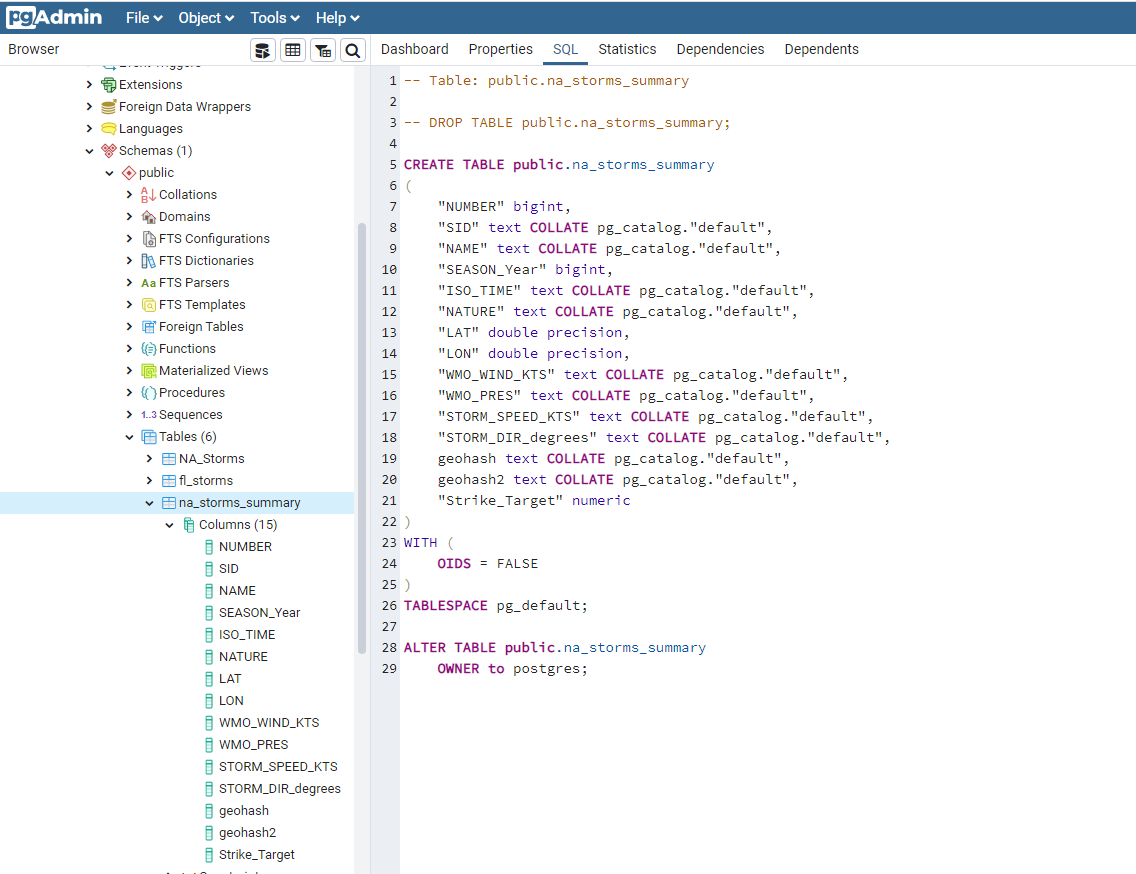 pgAdmin File Object Tools Help
Browser
Dashboard Properties SQL Statistics Dependencies Dependents
Extensions
Foreign Data Wrappers
Languages
Schemas (1)
public
Collations
Domains
FTS Configurations
FTS Dictionaries
Aa FTS Parsers
FTS Templates
Foreign Tables
Functions
Materialized Views
Procedures
1..3 Sequences
Tables (6)
NA_Storms
fl_storms
na_storms_summary
Columns (15)
NUMBER
SID
NAME
SEASON_Year
ISO_TIME
NATURE
LAT
LON
WMO_WIND_KTS
WMO_PRES
STORM_SPEED_KTS
STORM_DIR_degrees
geohash
geohash2
Strike_Target
1 -- Table: public.na_storms_summary
2
3 -- DROP TABLE public.na_storms_summary;
4
5 CREATE TABLE public.na_storms_summary
6 (
7 "NUMBER" bigint,
8 "SID" text COLLATE pg_catalog."default",
9 "NAME" text COLLATE pg_catalog."default",
10 "SEASON_Year" bigint,
11 "ISO_TIME" text COLLATE pg_catalog."default",
12 "NATURE" text COLLATE pg_catalog."default",
13 "LAT" double precision,
14 "LON" double precision,
15 "WMO_WIND_KTS" text COLLATE pg_catalog."default",
16 "WMO_PRES" text COLLATE pg_catalog."default",
17 "STORM_SPEED_KTS" text COLLATE pg_catalog."default",
18 "STORM_DIR_degrees" text COLLATE pg_catalog."default",
19 geohash text COLLATE pg_catalog."default",
20 geohash2 text COLLATE pg_catalog."default",
21 "Strike_Target" numeric
22 )
23 WITH (
24 OIDS = FALSE
25 )
26 TABLESPACE pg_default;
27
28 ALTER TABLE public.na_storms_summary
29 OWNER to postgres;